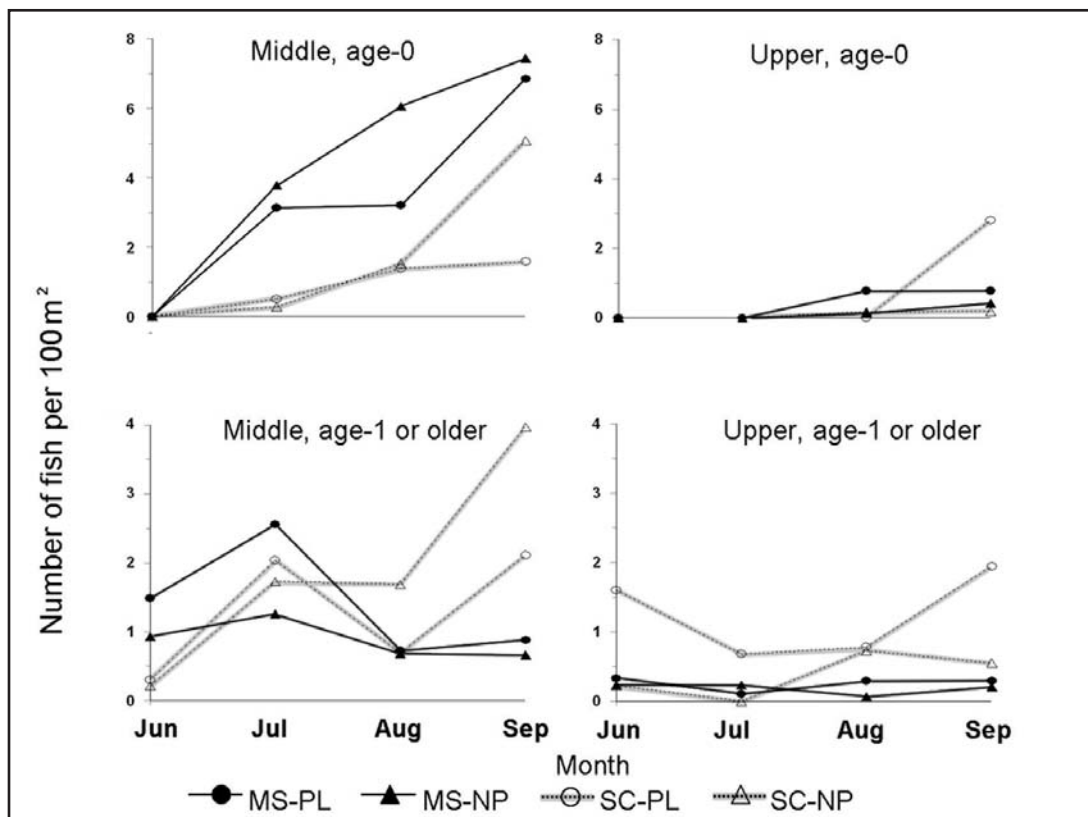 Middle, age-0
Upper, age-0
8
6
4
2
0
8
6
4
2
0
Number of fish per 100 m²
Middle, age-1 or older
Upper, age-1 or older
4
3
2
1
0
4
3
2
1
0
Jun Jul Aug Sep
Jun Jul Aug Sep
Month
MS-PL MS-NP SC-PL SC-NP